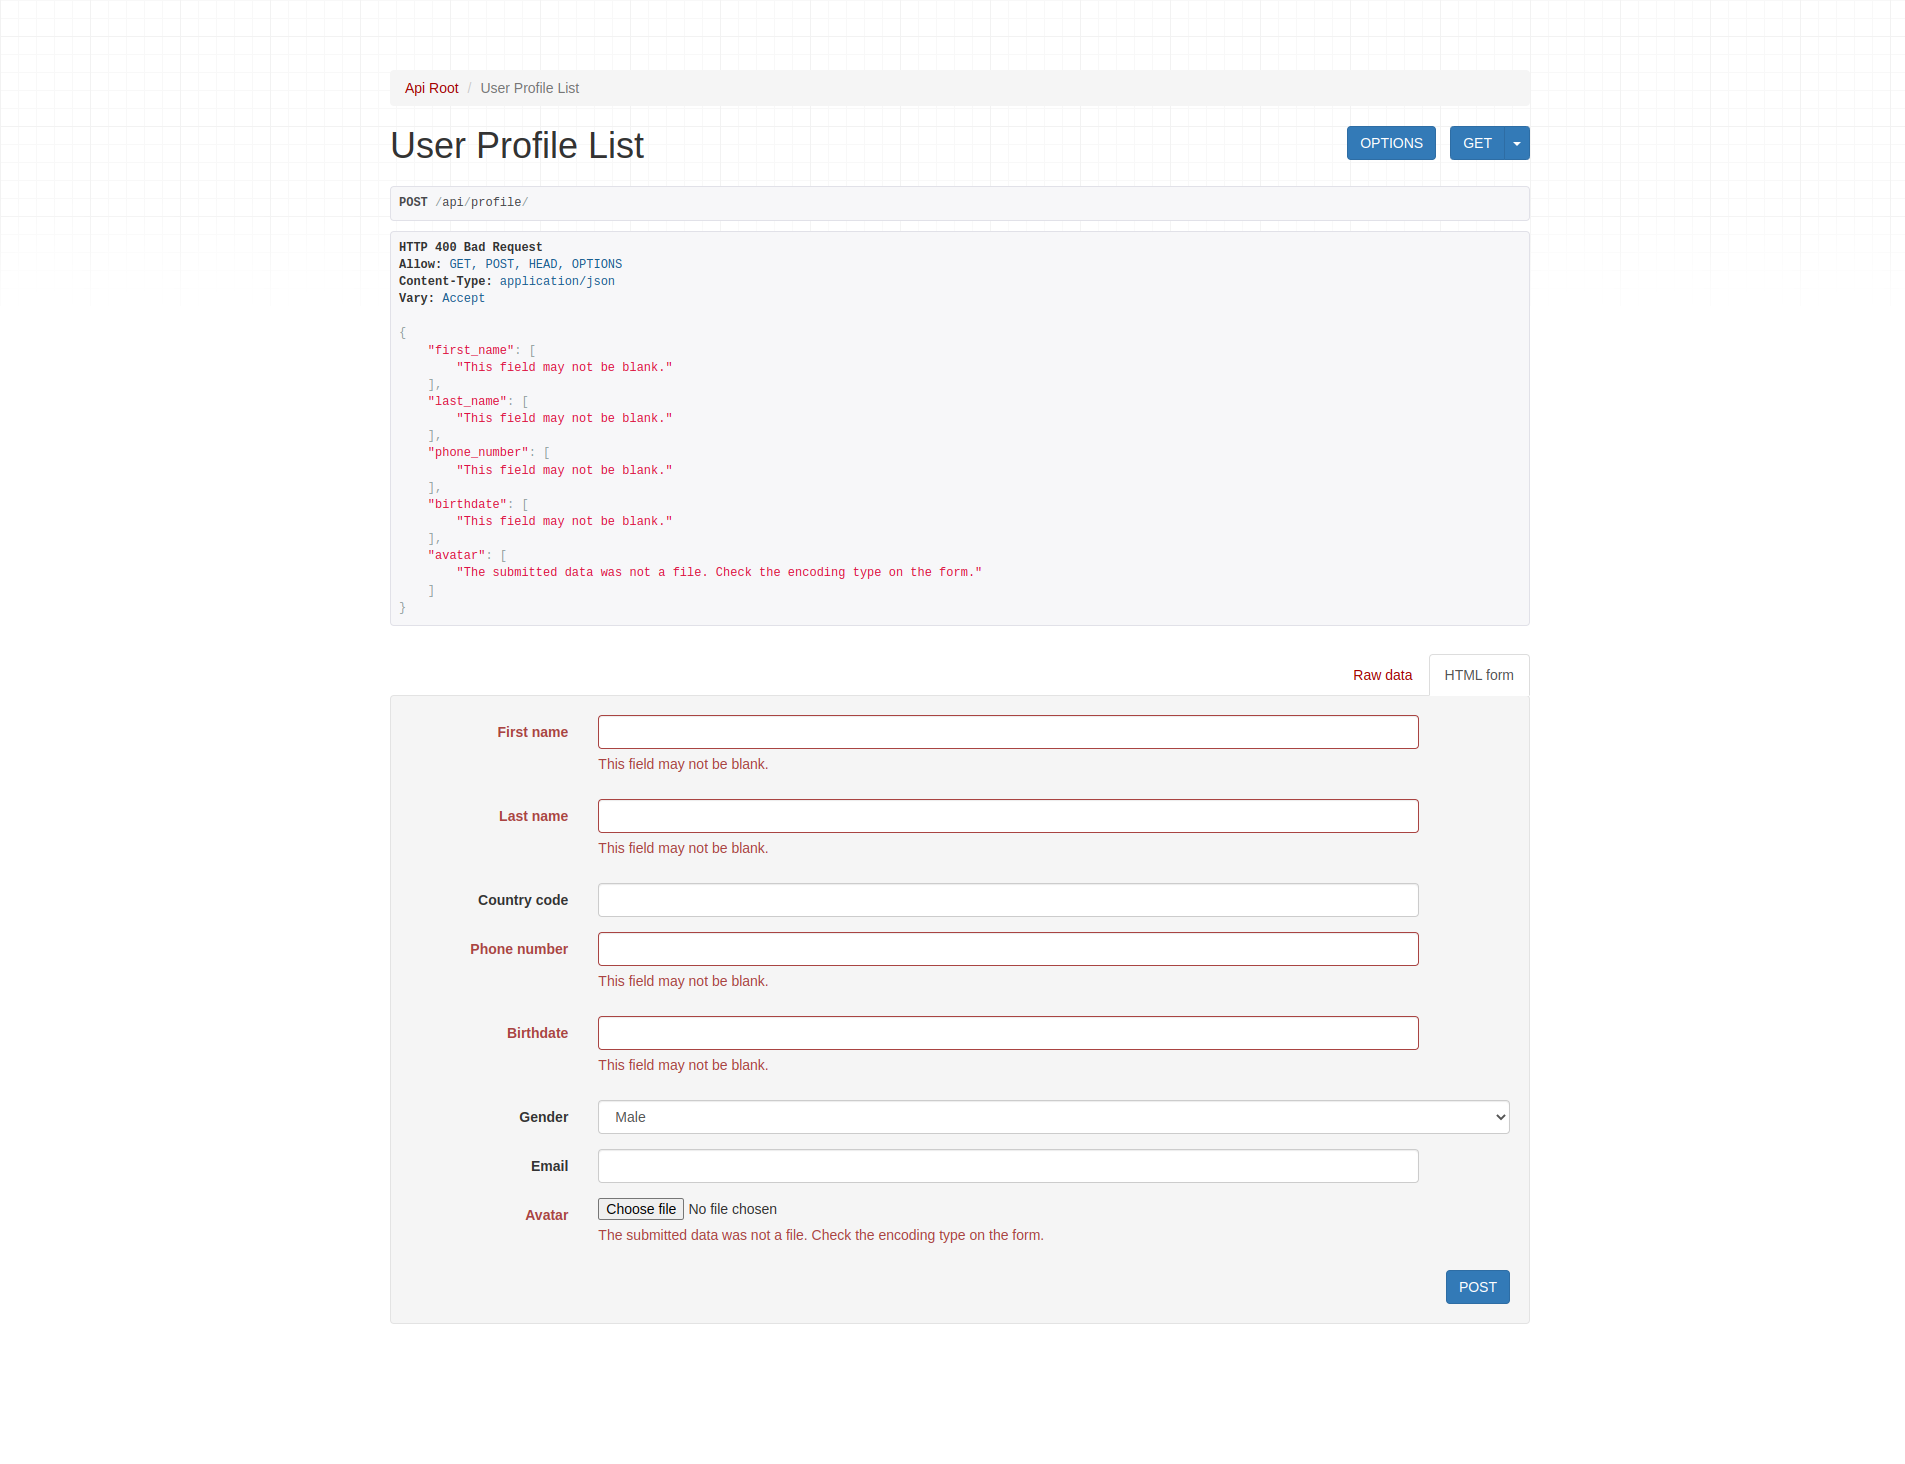 Api Root / User Profile List
User Profile List
OPTIONS
GET
POST /api/profile/
HTTP 400 Bad Request
Allow: GET, POST, HEAD, OPTIONS
Content-Type: application/json
Vary: Accept
{
    "first_name": [
        "This field may not be blank."
    ],
    "last_name": [
        "This field may not be blank."
    ],
    "phone_number": [
        "This field may not be blank."
    ],
    "birthdate": [
        "This field may not be blank."
    ],
    "avatar": [
        "The submitted data was not a file. Check the encoding type on the form."
    ]
}
Raw data
HTML form
First name
This field may not be blank.
Last name
This field may not be blank.
Country code
Phone number
This field may not be blank.
Birthdate
This field may not be blank.
Gender
Male
Email
Avatar
Choose file No file chosen
The submitted data was not a file. Check the encoding type on the form.
POST